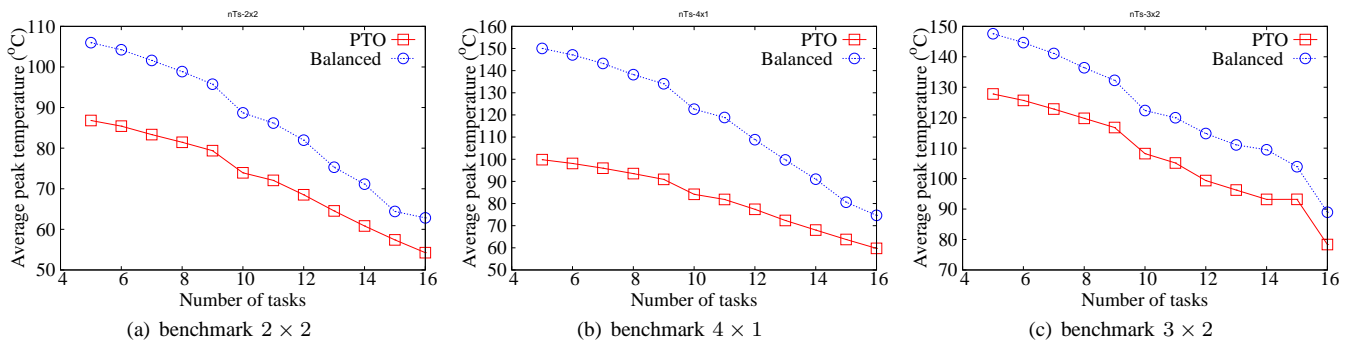 nTs-2x2
110
100
90
80
70
60
50
4
6
8
10
12
14
16
Average peak temperature (°C)
Number of tasks
PTO
Balanced
(a) benchmark 2 × 2
nTs-4x1
160
150
140
130
120
110
100
90
80
70
60
50
4
6
8
10
12
14
16
Average peak temperature (°C)
Number of tasks
PTO
Balanced
(b) benchmark 4 × 1
nTs-3x2
150
140
130
120
110
100
90
80
70
4
6
8
10
12
14
16
Average peak temperature (°C)
Number of tasks
PTO
Balanced
(c) benchmark 3 × 2